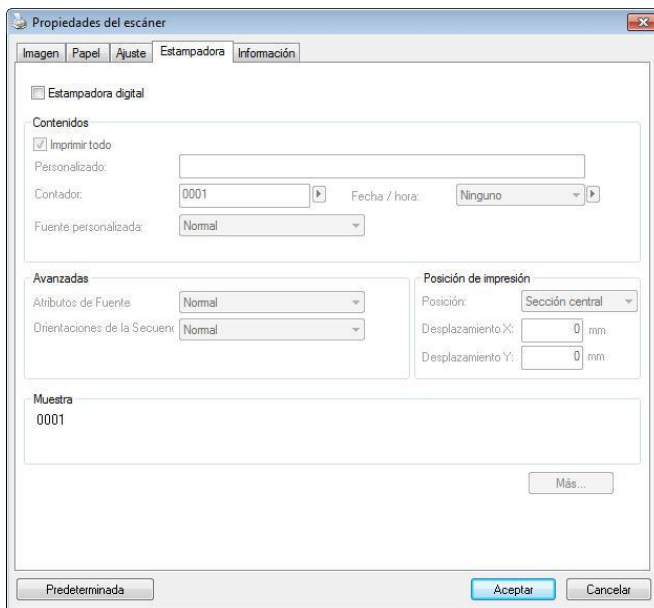 Propiedades del escáner
Imagen Papel Ajuste Estampadora Información
Estampadora digital
Contenidos
Imprimir todo
Personalizado:
Contador: 0001 Fecha / hora: Ninguno
Fuente personalizada: Normal
Avanzadas Posición de impresión
Atributos de Fuente Normal Posición: Sección central
Orientaciones de la Secuenc Normal Desplazamiento X: 0 mm
Desplazamiento Y: 0 mm
Muestra
0001
Más...
Predeterminada Aceptar Cancelar